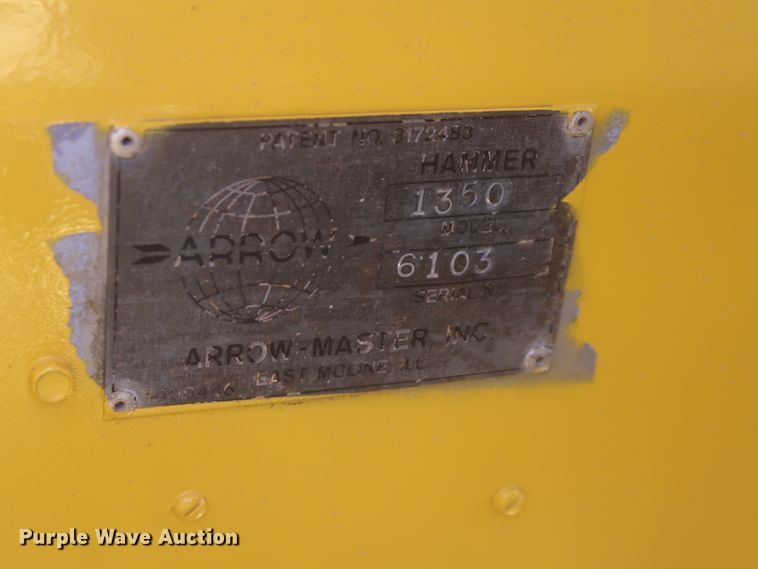 PATENT NO. 3172483
HAMMER
1350
MODEL
ARROW
6103
SERIAL NO.
ARROW-MASTER INC.
EAST MOLINE ILL.
Purple Wave Auction